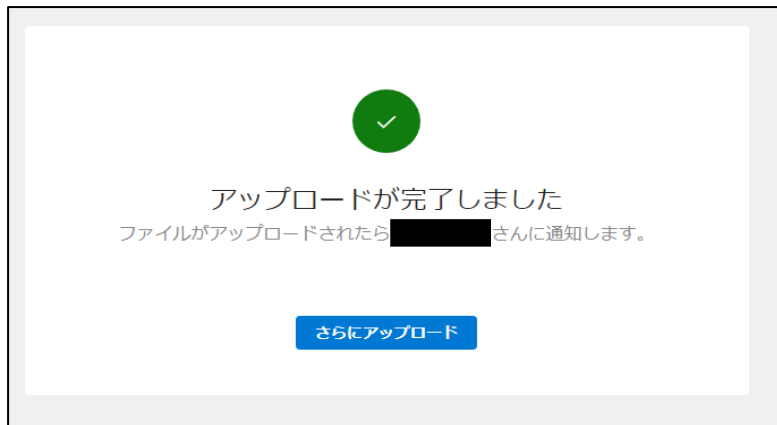 アップロードが完了しました
ファイルがアップロードされたら さんに通知します。
さらにアップロード